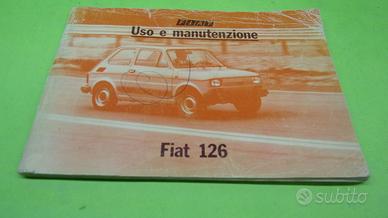 FIAT
Uso e manutenzione
Fiat 126
subito